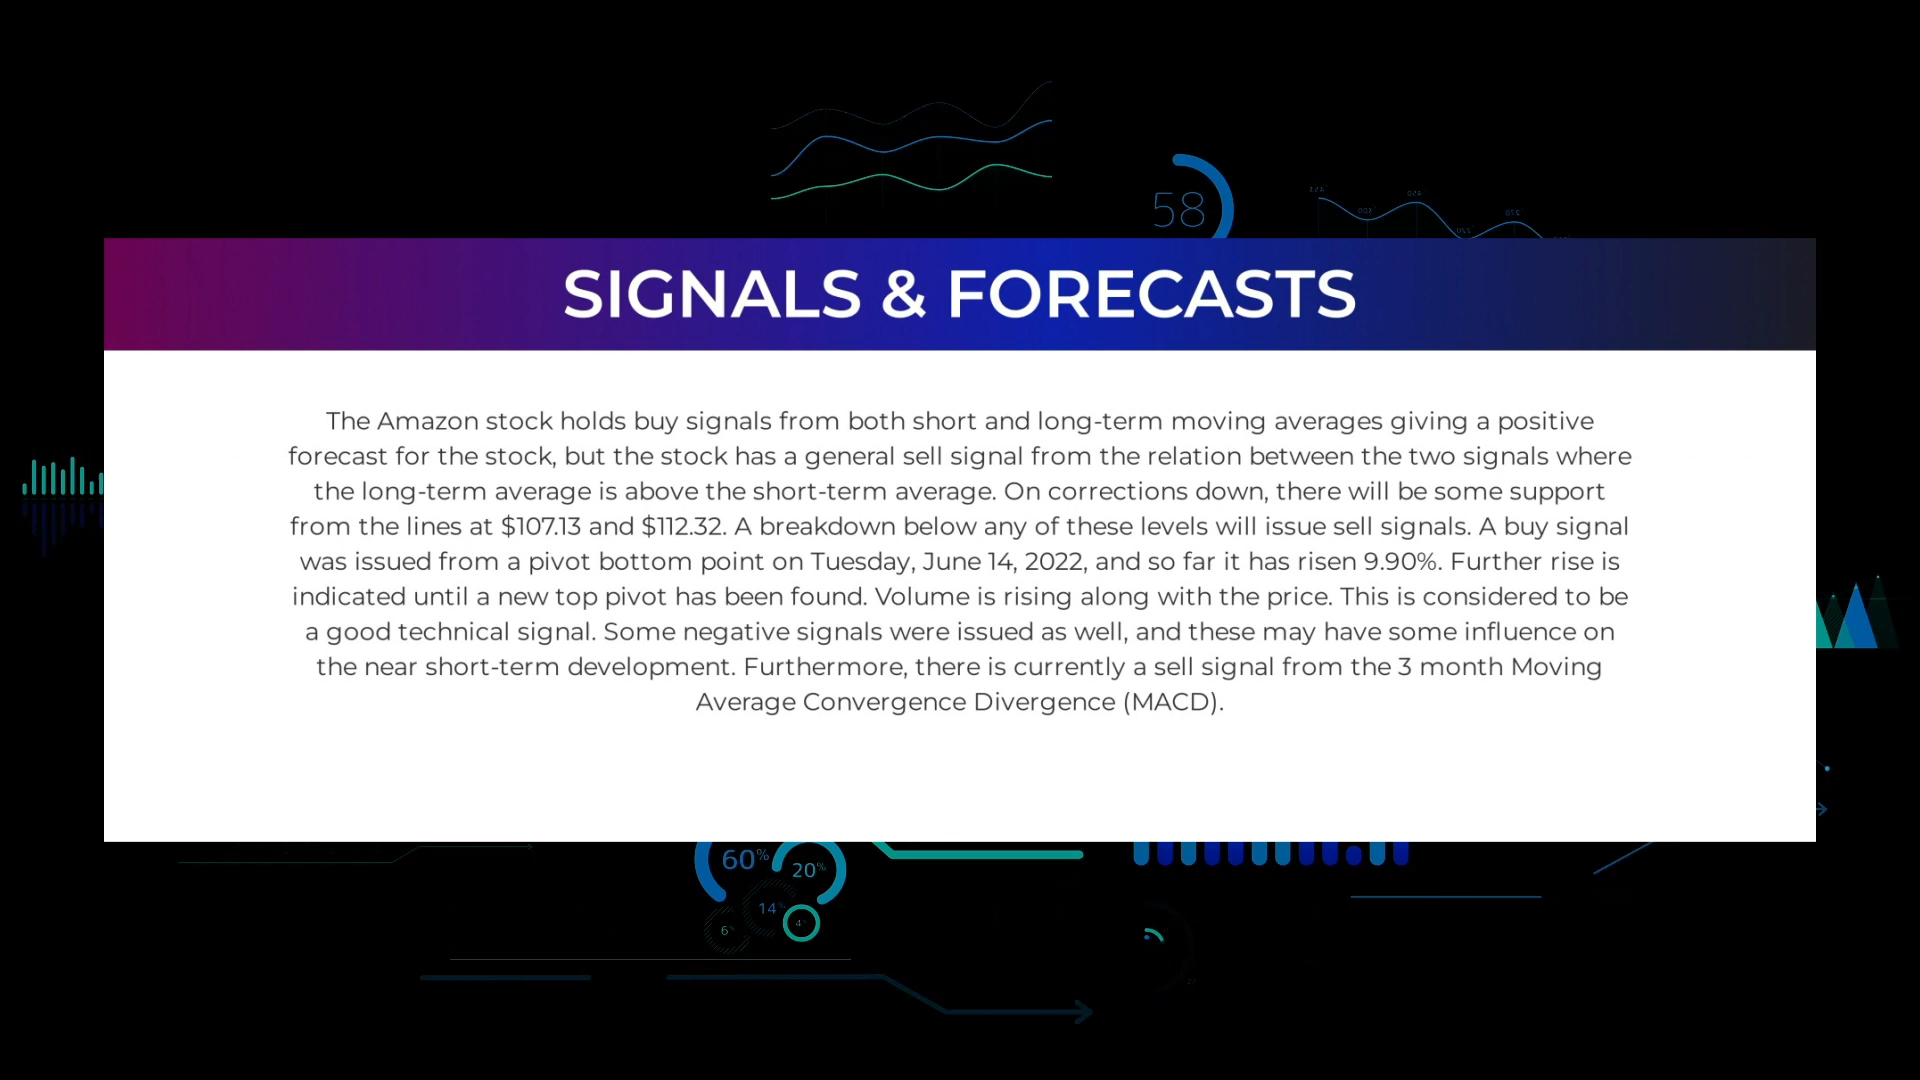 58
SIGNALS & FORECASTS
The Amazon stock holds buy signals from both short and long-term moving averages giving a positive
forecast for the stock, but the stock has a general sell signal from the relation between the two signals where
the long-term average is above the short-term average. On corrections down, there will be some support
from the lines at $107.13 and $112.32. A breakdown below any of these levels will issue sell signals. A buy signal
was issued from a pivot bottom point on Tuesday, June 14, 2022, and so far it has risen 9.90%. Further rise is
indicated until a new top pivot has been found. Volume is rising along with the price. This is considered to be
a good technical signal. Some negative signals were issued as well, and these may have some influence on
the near short-term development. Furthermore, there is currently a sell signal from the 3 month Moving
Average Convergence Divergence (MACD).
60%
20%
14
4
6